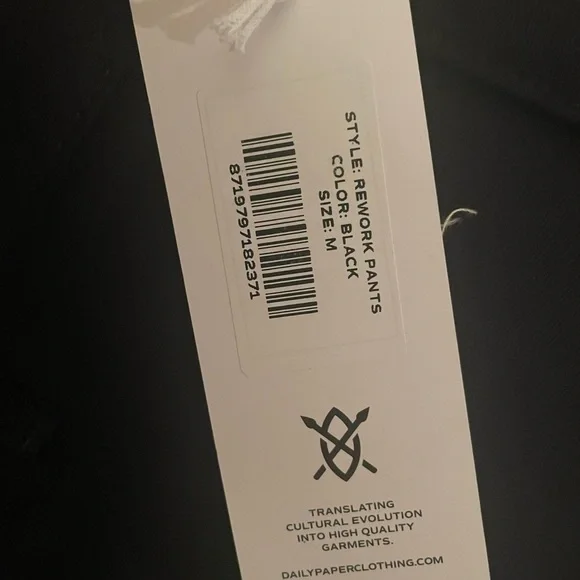 STYLE: REWORK PANTS
COLOR: BLACK
SIZE: M
8719797182371
TRANSLATING
CULTURAL EVOLUTION
INTO HIGH QUALITY
GARMENTS.
DAILYPAPERCLOTHING.COM